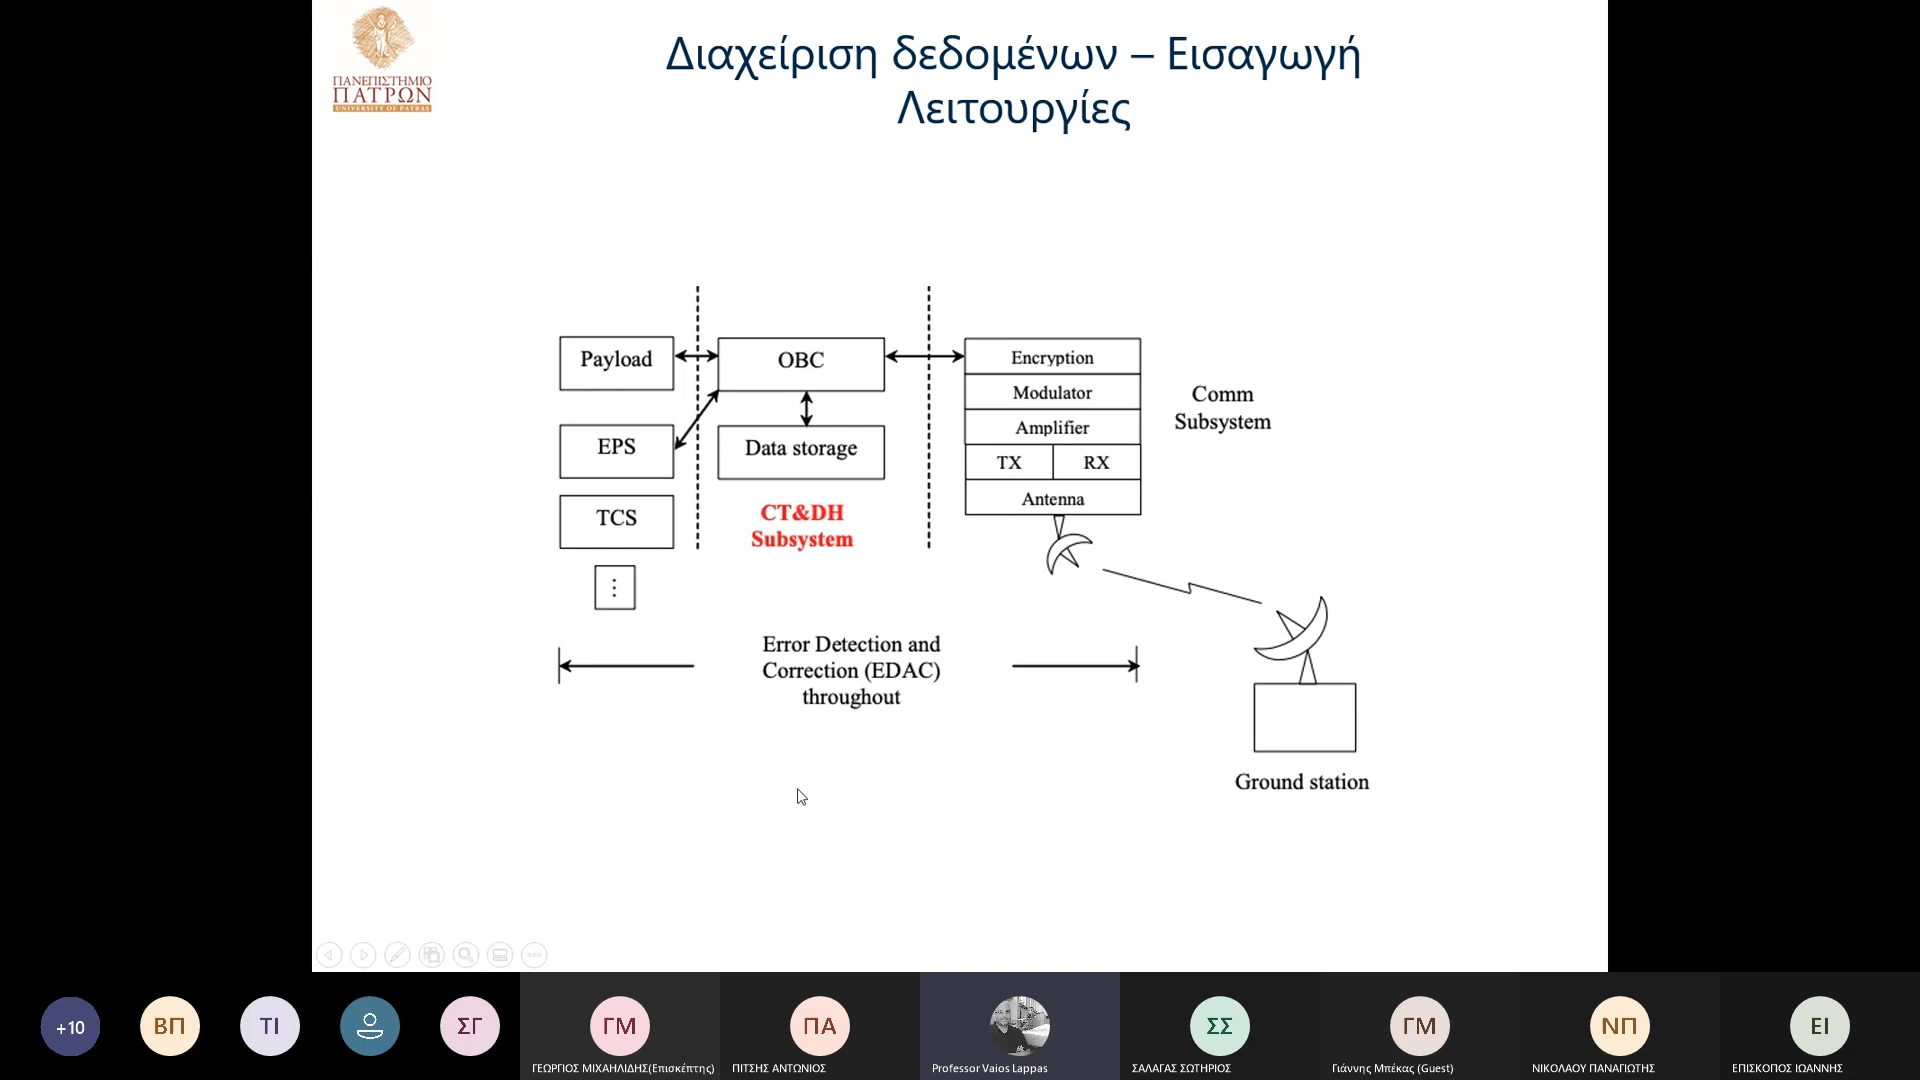 ΠΑΝΕΠΙΣΤΗΜΙΟ
ΠΑΤΡΩΝ
UNIVERSITY OF PATRAS
Διαχείριση δεδομένων – Εισαγωγή
Λειτουργίες
Payload
OBC
Encryption
Modulator
Comm
Subsystem
Amplifier
EPS
Data storage
TX
RX
Antenna
TCS
CT&DH
Subsystem
⋮
Error Detection and
Correction (EDAC)
throughout
Ground station
+10
ΒΠ
ΤΙ
ΣΓ
ΓΜ
ΠΑ
ΣΣ
ΓΜ
ΝΠ
ΕΙ
ΓΕΩΡΓΙΟΣ ΜΙΧΑΗΛΙΔΗΣ(Επισκέπτης)
ΠΙΤΣΗΣ ΑΝΤΩΝΙΟΣ
Professor Vaios Lappas
ΣΑΛΑΓΑΣ ΣΩΤΗΡΙΟΣ
Γιάννης Μπέκας (Guest)
ΝΙΚΟΛΑΟΥ ΠΑΝΑΓΙΩΤΗΣ
ΕΠΙΣΚΟΠΟΣ ΙΩΑΝΝΗΣ